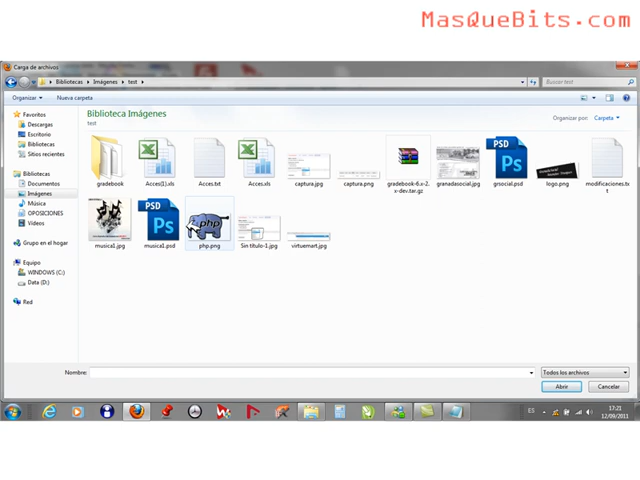 MasQueBits.com
Carga de archivos
Bibliotecas Imágenes test
Buscar test
Organizar Nueva carpeta
Favoritos
Descargas
Escritorio
Bibliotecas
Sitios recientes
Bibliotecas
Documentos
Imágenes
Música
OPOSICIONES
Vídeos
Grupo en el hogar
Equipo
WINDOWS (C:)
Data (D:)
Red
Biblioteca Imágenes
test
Organizar por: Carpeta
PSD
Ps
gradebook
Acces(1).xls
Acces.txt
Acces.xls
captura.jpg
captura.png
gradebook-6.x-2.
x-dev.tar.gz
granadasocial.jpg
grsocial.psd
logo.png
modificaciones.tx
t
PSD
Ps
php
musica1.jpg
musica1.psd
php.png
Sin título-1.jpg
virtuemart.jpg
Nombre:
Todos los archivos
Abrir
Cancelar
ES
17:21
12/09/2011